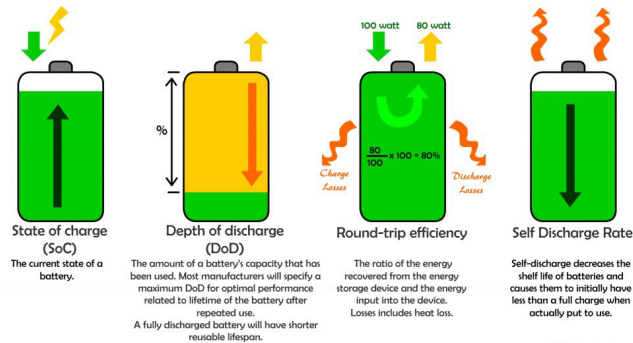 100 watt
80 watt
%
80
100 x 100 = 80%
Charge
Losses
Discharge
Losses
State of charge
(SoC)
The current state of a
battery.
Depth of discharge
(DoD)
The amount of a battery's capacity that has
been used. Most manufacturers will specify a
maximum DoD for optimal performance
related to lifetime of the battery after
repeated use.
A fully discharged battery will have shorter
reusable lifespan.
Round-trip efficiency
The ratio of the energy
recovered from the energy
storage device and the energy
input into the device.
Losses includes heat loss.
Self Discharge Rate
Self-discharge decreases the
shelf life of batteries and
causes them to initially have
less than a full charge when
actually put to use.